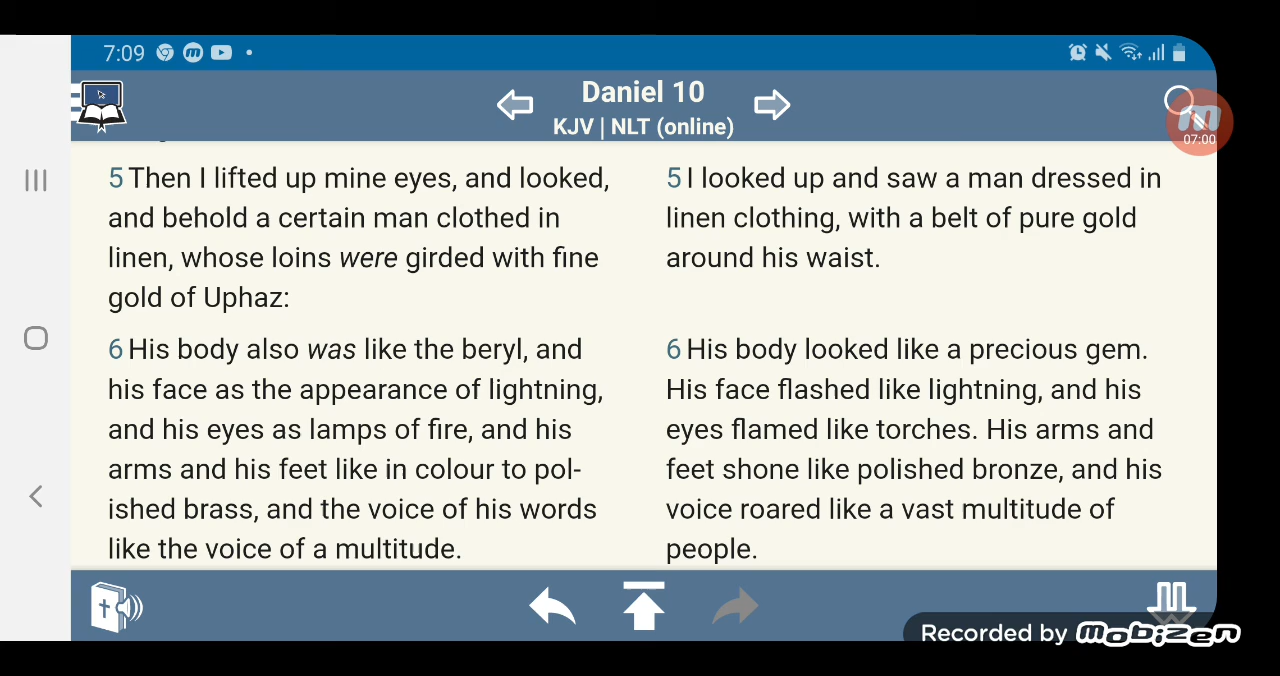 7:09
Daniel 10
KJV | NLT (online)
07:00
5 Then I lifted up mine eyes, and looked,
and behold a certain man clothed in
linen, whose loins were girded with fine
gold of Uphaz:
6 His body also was like the beryl, and
his face as the appearance of lightning,
and his eyes as lamps of fire, and his
arms and his feet like in colour to pol-
ished brass, and the voice of his words
like the voice of a multitude.
5 I looked up and saw a man dressed in
linen clothing, with a belt of pure gold
around his waist.
6 His body looked like a precious gem.
His face flashed like lightning, and his
eyes flamed like torches. His arms and
feet shone like polished bronze, and his
voice roared like a vast multitude of
people.
Recorded by Mobizen